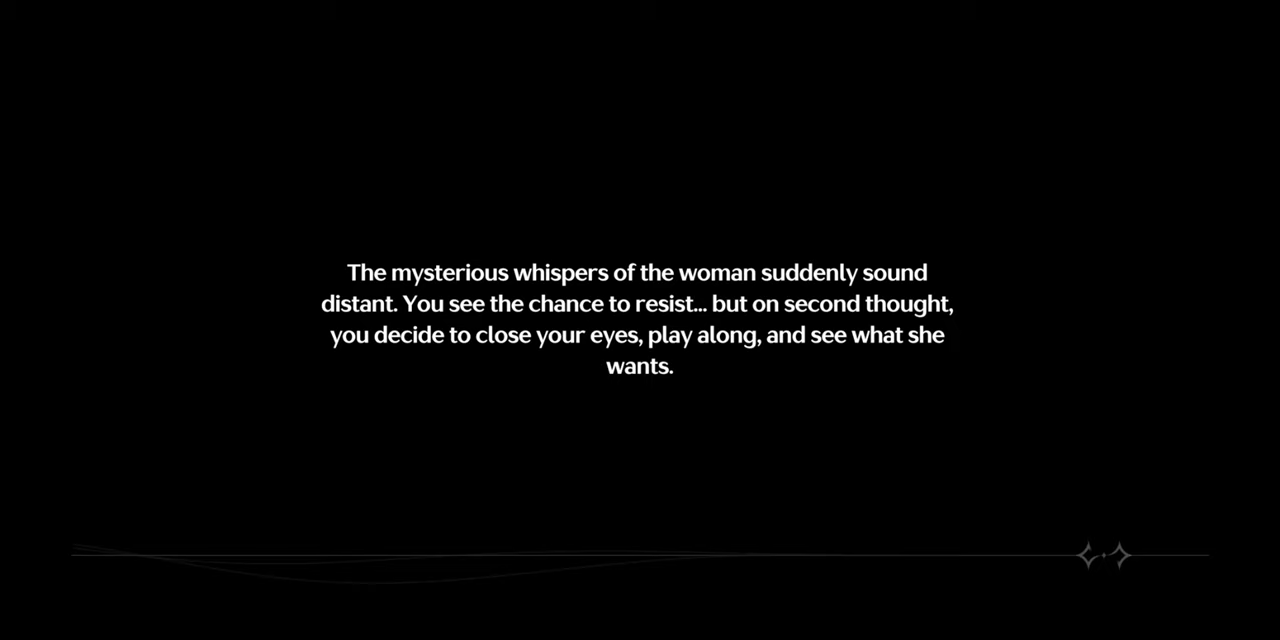 The mysterious whispers of the woman suddenly sound
distant. You see the chance to resist... but on second thought,
you decide to close your eyes, play along, and see what she
wants.